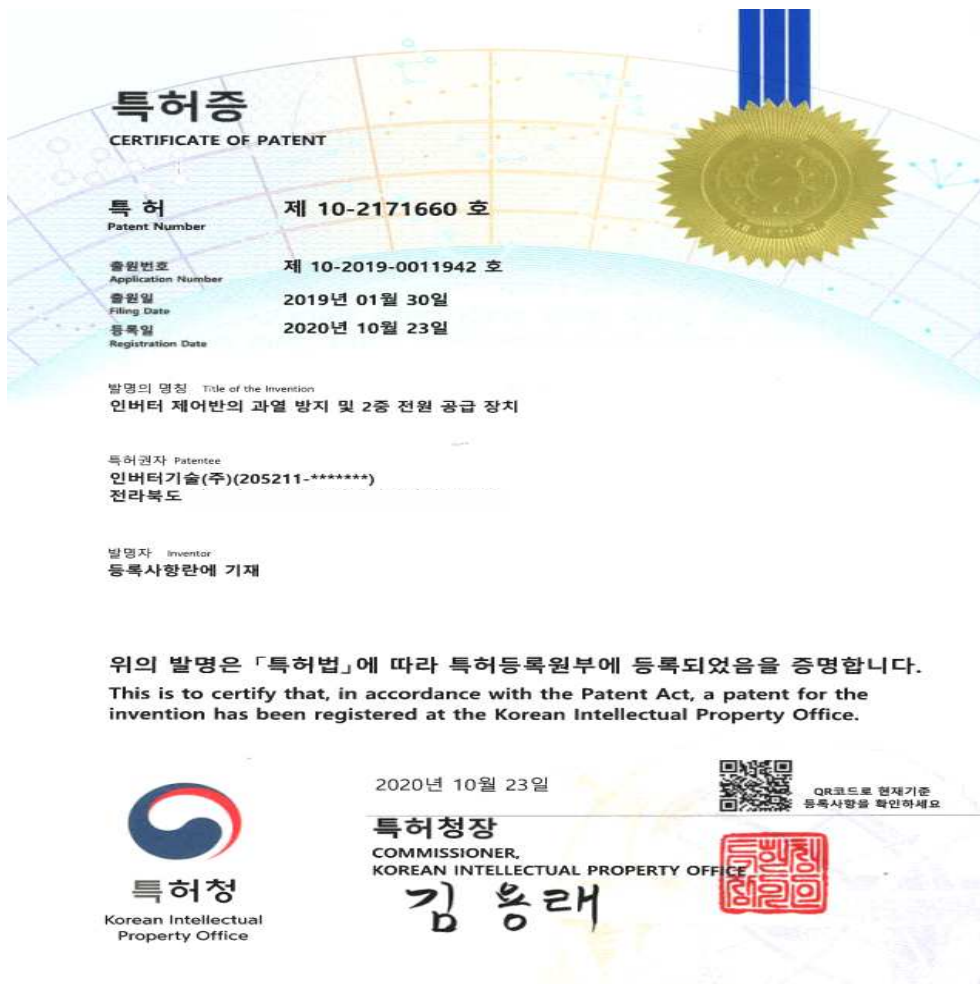 특허증
CERTIFICATE OF PATENT
특 허 제 10-2171660 호
Patent Number
출원번호 제 10-2019-0011942 호
Application Number
출원일 2019년 01월 30일
Filing Date
등록일 2020년 10월 23일
Registration Date
발명의 명칭 Title of the Invention
인버터 제어반의 과열 방지 및 2중 전원 공급 장치
특허권자 Patentee
인버터기술(주)(205211-*******)
전라북도
발명자 Inventor
등록사항란에 기재
위의 발명은 「특허법」에 따라 특허등록원부에 등록되었음을 증명합니다.
This is to certify that, in accordance with the Patent Act, a patent for the
invention has been registered at the Korean Intellectual Property Office.
2020년 10월 23일
QR코드로 현재기준
등록사항을 확인하세요
특허청장
COMMISSIONER,
KOREAN INTELLECTUAL PROPERTY OFFICE
김용래
특허청
Korean Intellectual
Property Office